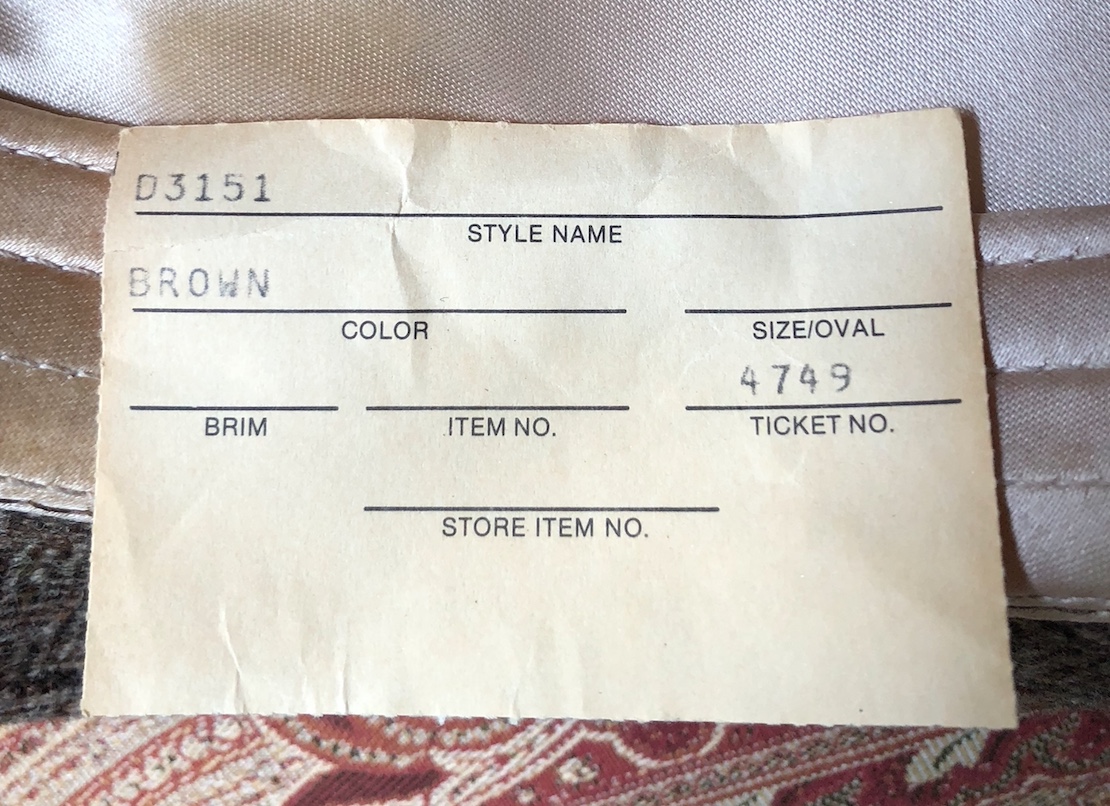 D3151
STYLE NAME
BROWN
COLOR SIZE/OVAL
4749
BRIM ITEM NO. TICKET NO.
STORE ITEM NO.